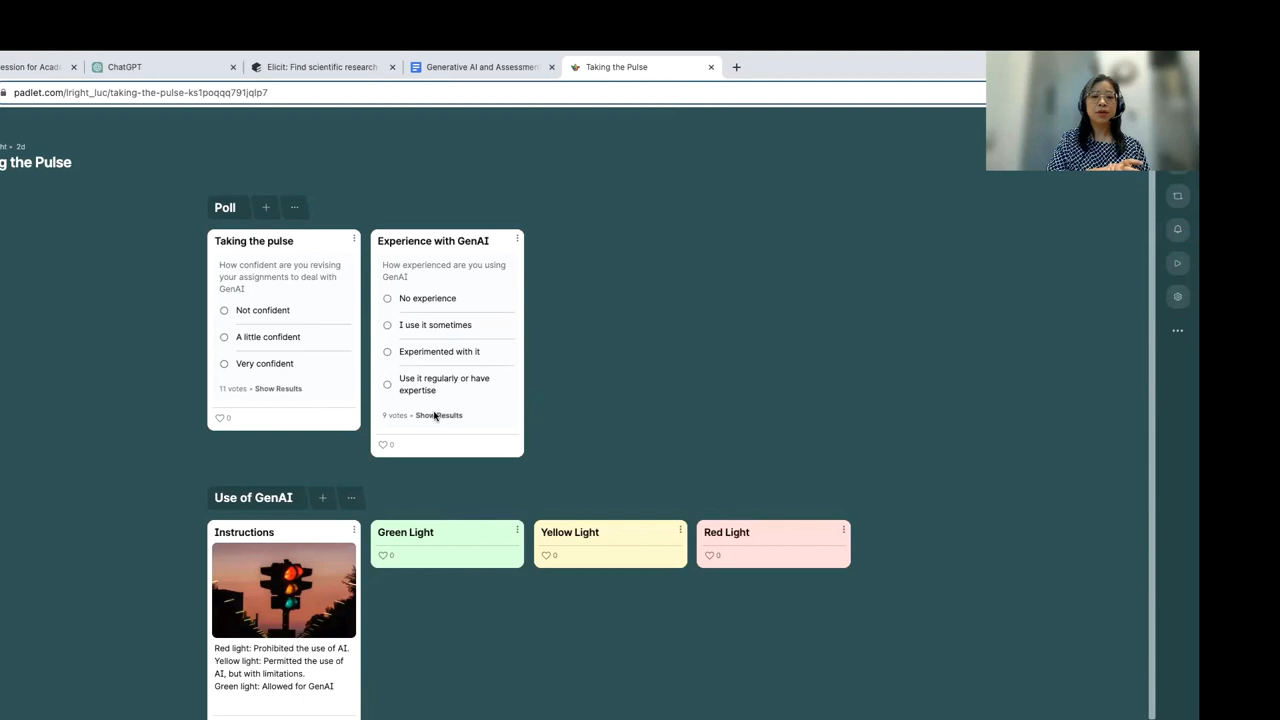 ession for Acad
ChatGPT
Elicit: Find scientific research
Generative AI and Assessmen
Taking the Pulse
padlet.com/lright_luc/taking-the-pulse-ks1poqqq791jqlp7
ht • 2d
g the Pulse
Poll
Taking the pulse
How confident are you revising
your assignments to deal with
GenAI
Not confident
A little confident
Very confident
11 votes • Show Results
0
Experience with GenAI
How experienced are you using
GenAI
No experience
I use it sometimes
Experimented with it
Use it regularly or have
expertise
9 votes • Show Results
0
Use of GenAI
Instructions
Red light: Prohibited the use of AI.
Yellow light: Permitted the use of
AI, but with limitations.
Green light: Allowed for GenAI
Green Light
0
Yellow Light
0
Red Light
0